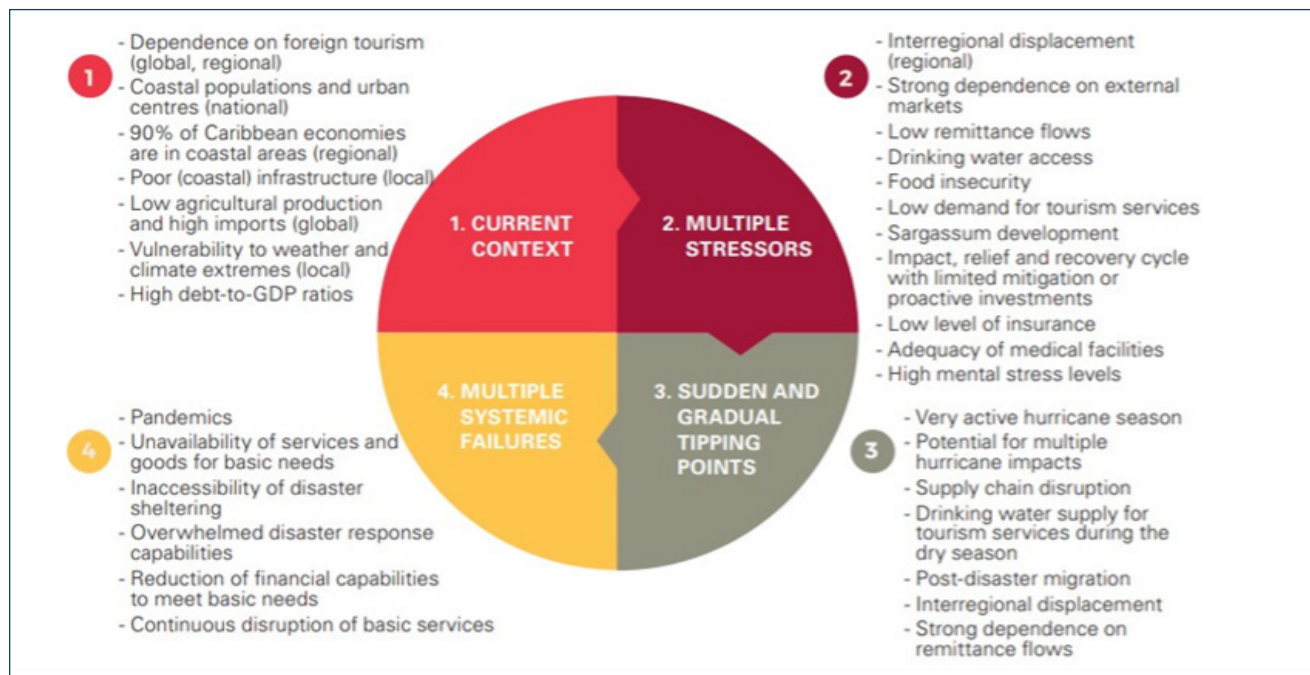 1
- Dependence on foreign tourism
(global, regional)
- Coastal populations and urban
centres (national)
- 90% of Caribbean economies
are in coastal areas (regional)
- Poor (coastal) infrastructure (local)
- Low agricultural production
and high imports (global)
- Vulnerability to weather and
climate extremes (local)
- High debt-to-GDP ratios
1. CURRENT
CONTEXT
2
- Interregional displacement
(regional)
- Strong dependence on external
markets
- Low remittance flows
- Drinking water access
- Food insecurity
- Low demand for tourism services
- Sargassum development
- Impact, relief and recovery cycle
with limited mitigation or
proactive investments
- Low level of insurance
- Adequacy of medical facilities
- High mental stress levels
2. MULTIPLE
STRESSORS
3. SUDDEN AND
GRADUAL
TIPPING
POINTS
3
- Very active hurricane season
- Potential for multiple
hurricane impacts
- Supply chain disruption
- Drinking water supply for
tourism services during the
dry season
- Post-disaster migration
- Interregional displacement
- Strong dependence on
remittance flows
4. MULTIPLE
SYSTEMIC
FAILURES
4
- Pandemics
- Unavailability of services and
goods for basic needs
- Inaccessibility of disaster
sheltering
- Overwhelmed disaster response
capabilities
- Reduction of financial capabilities
to meet basic needs
- Continuous disruption of basic services